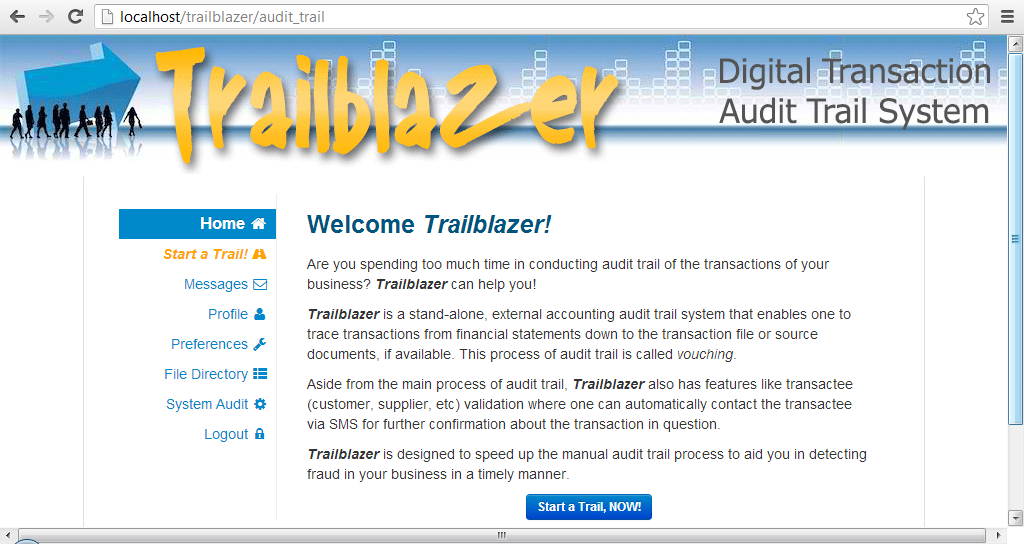 localhost/trailblazer/audit_trail
Trailblazer
Digital Transaction
Audit Trail System
Home
Start a Trail!
Messages
Profile
Preferences
File Directory
System Audit
Logout
Welcome Trailblazer!
Are you spending too much time in conducting audit trail of the transactions of your
business? Trailblazer can help you!
Trailblazer is a stand-alone, external accounting audit trail system that enables one to
trace transactions from financial statements down to the transaction file or source
documents, if available. This process of audit trail is called vouching.
Aside from the main process of audit trail, Trailblazer also has features like transactee
(customer, supplier, etc) validation where one can automatically contact the transactee
via SMS for further confirmation about the transaction in question.
Trailblazer is designed to speed up the manual audit trail process to aid you in detecting
fraud in your business in a timely manner.
Start a Trail, NOW!